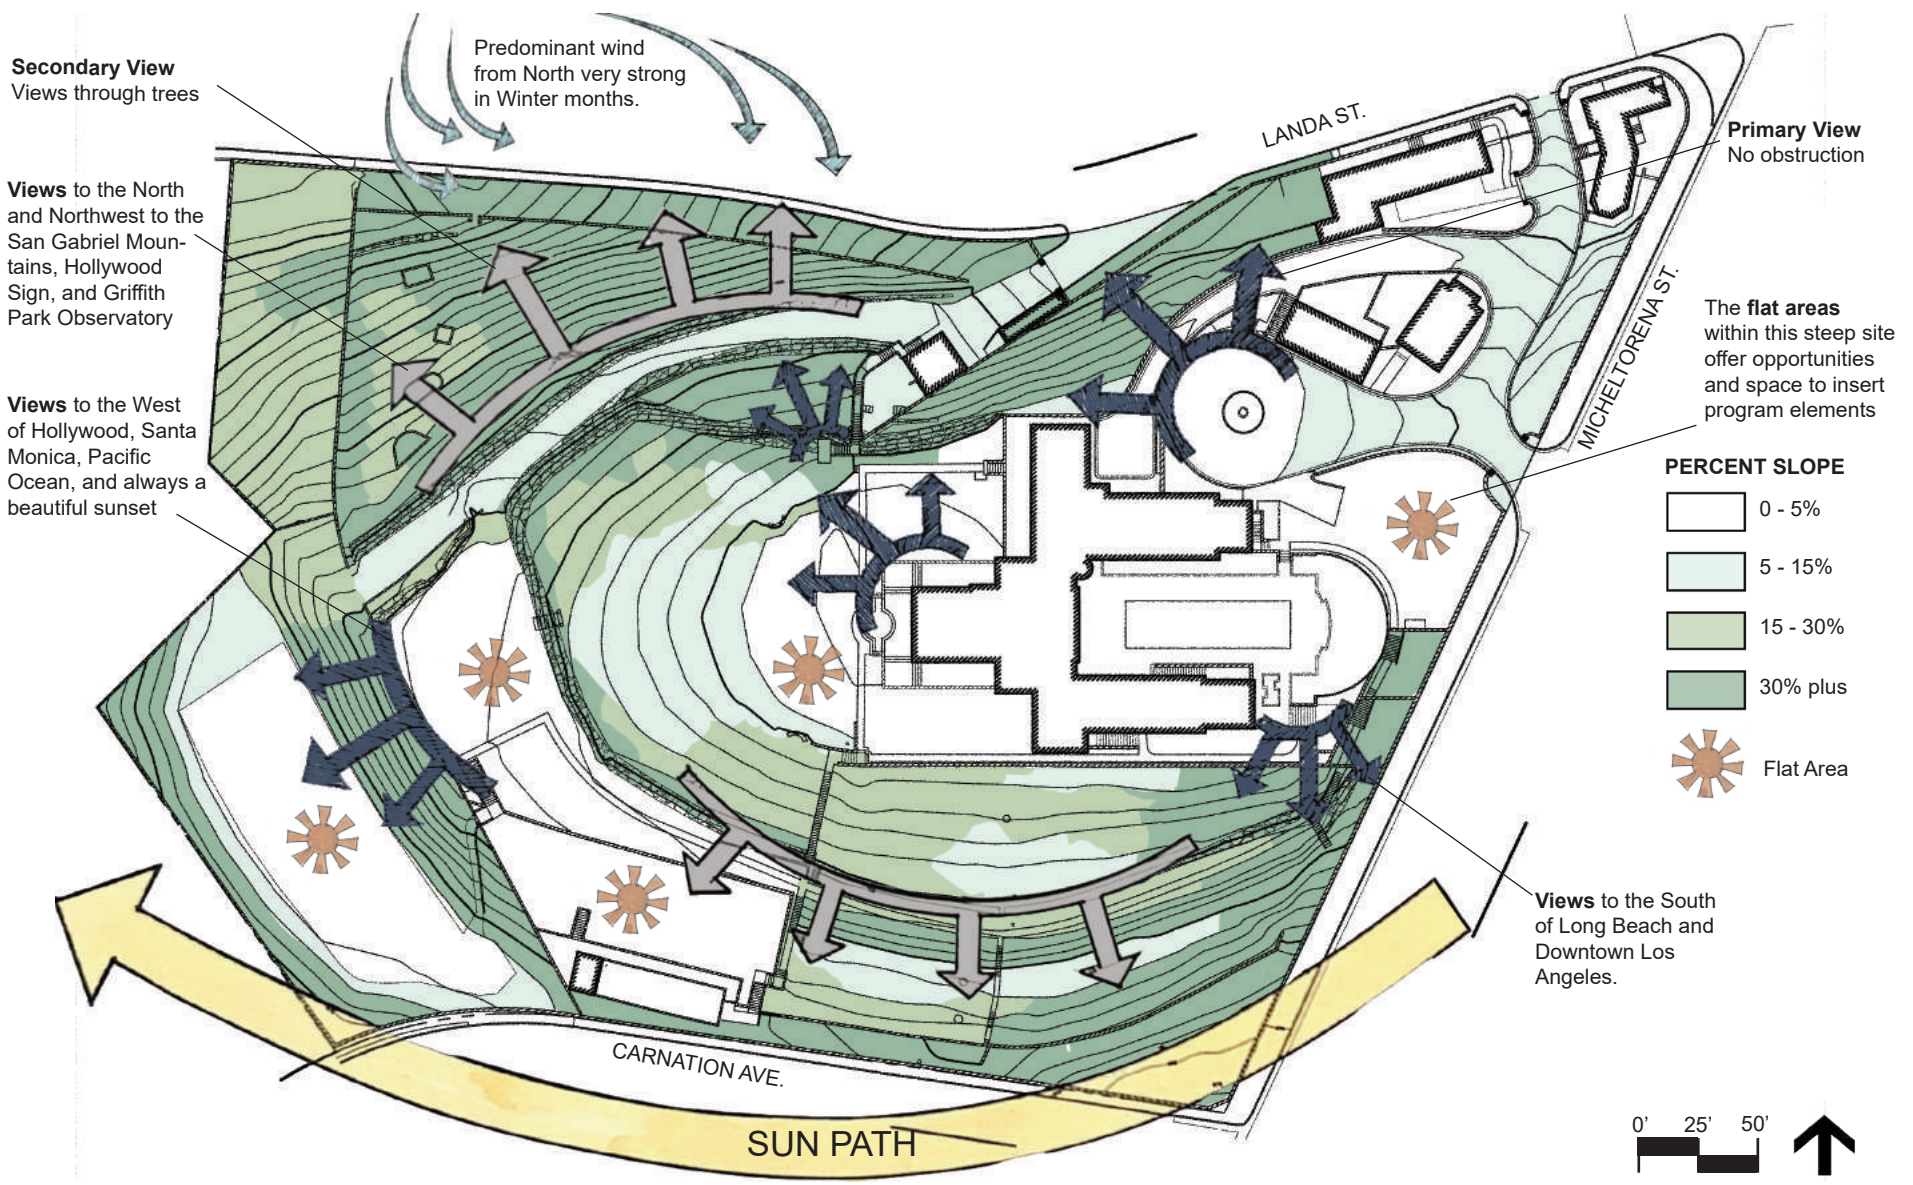 Secondary View
Views through trees
Predominant wind
from North very strong
in Winter months.
LANDA ST.
Primary View
No obstruction
Views to the North
and Northwest to the
San Gabriel Moun-
tains, Hollywood
Sign, and Griffith
Park Observatory
MICHELTORENA ST.
The flat areas
within this steep site
offer opportunities
and space to insert
program elements
Views to the West
of Hollywood, Santa
Monica, Pacific
Ocean, and always a
beautiful sunset
PERCENT SLOPE
0 - 5%
5 - 15%
15 - 30%
30% plus
Flat Area
Views to the South
of Long Beach and
Downtown Los
Angeles.
CARNATION AVE.
SUN PATH
0' 25' 50'